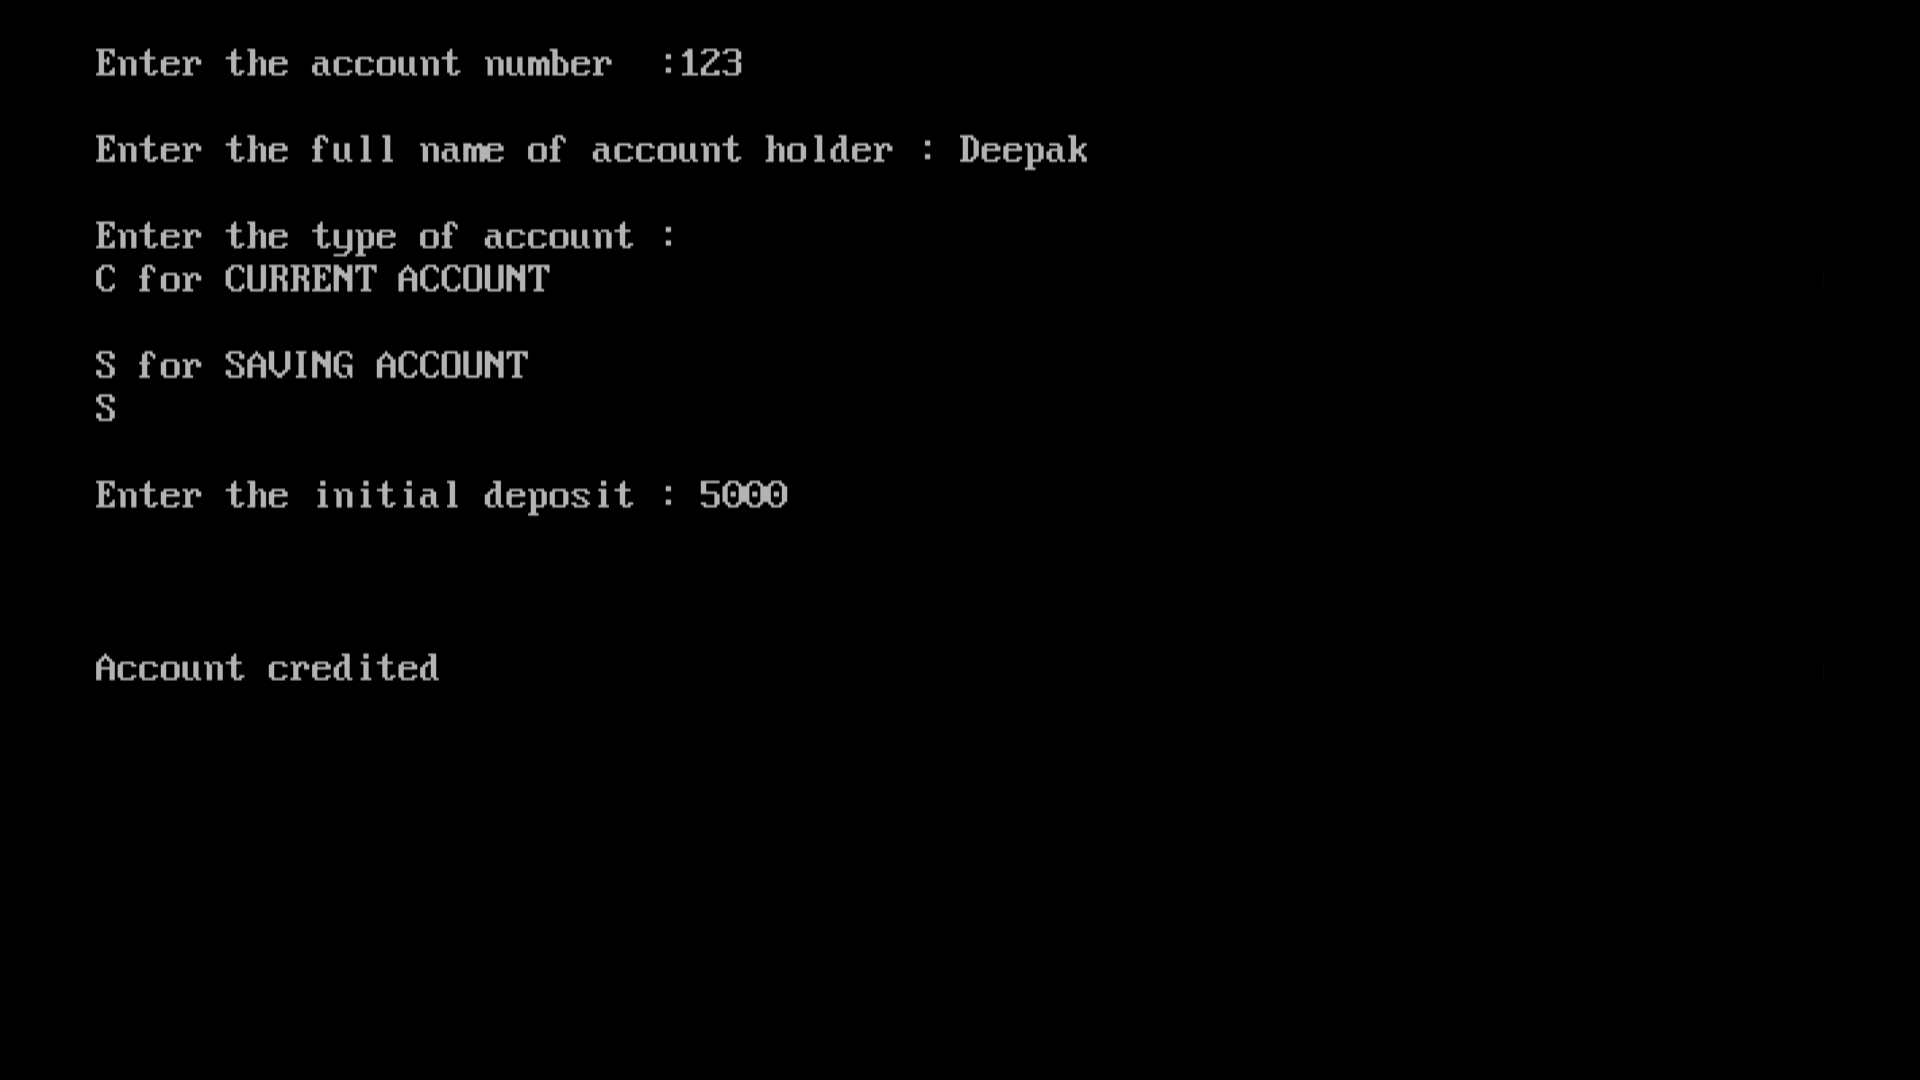 Enter the account number  :123
Enter the full name of account holder : Deepak
Enter the type of account :
C for CURRENT ACCOUNT
S for SAVING ACCOUNT
S
Enter the initial deposit : 5000
Account credited